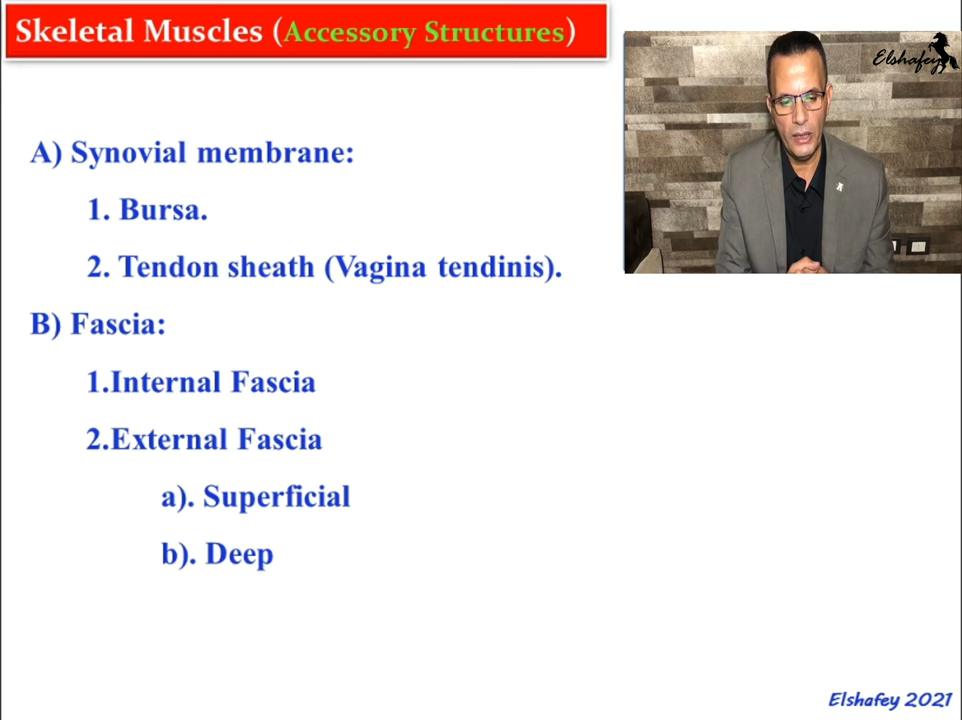 Skeletal Muscles (Accessory Structures)
Elshafey
A) Synovial membrane:
1. Bursa.
2. Tendon sheath (Vagina tendinis).
B) Fascia:
1.Internal Fascia
2.External Fascia
a). Superficial
b). Deep
Elshafey 2021